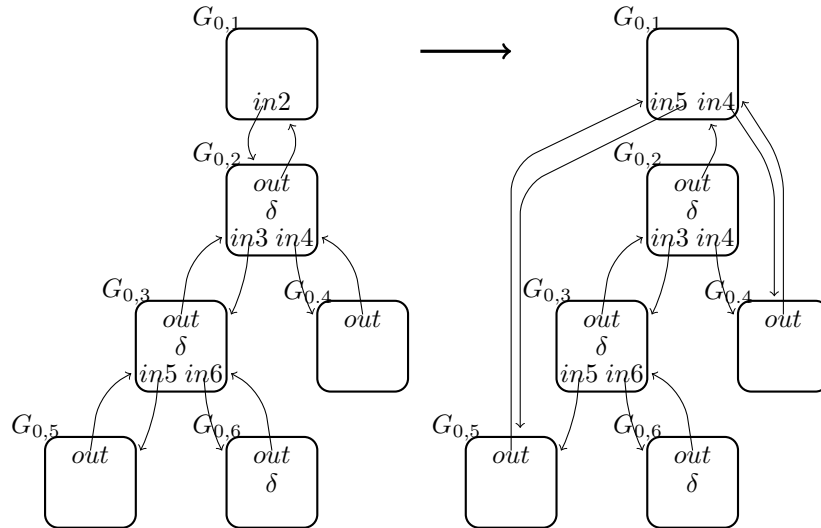 G0,1 G0,1
in2 in5 in4
G0,2 G0,2
out out
δ δ
in3 in4 in3 in4
G0,3 G0,4 G0,3 G0,4
out out out out
δ δ
in5 in6 in5 in6
G0,5 G0,6 G0,5 G0,6
out out out out
δ δ